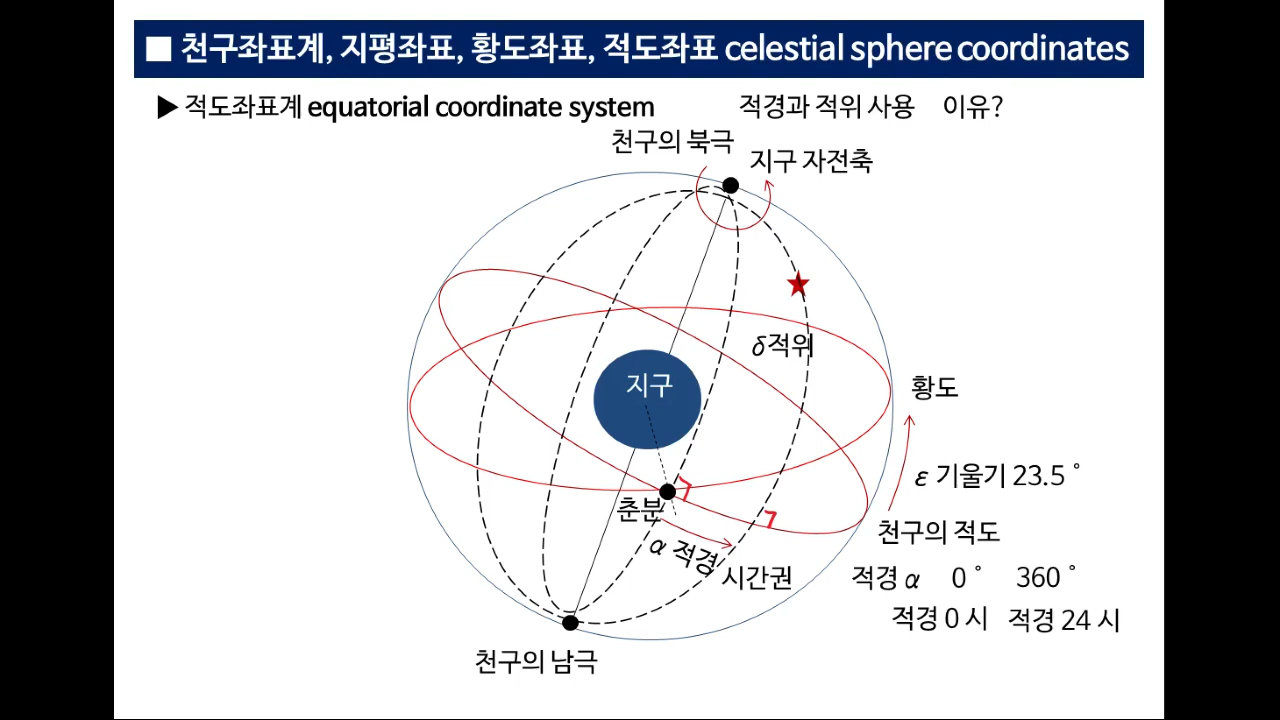 ■ 천구좌표계, 지평좌표, 황도좌표, 적도좌표 celestial sphere coordinates
▶ 적도좌표계 equatorial coordinate system 적경과 적위 사용 이유?
천구의 북극
지구 자전축
δ적위
지구
황도
ε 기울기 23.5˚
춘분
천구의 적도
α 적경
시간권
적경 α 0˚ 360˚
적경 0 시 적경 24 시
천구의 남극